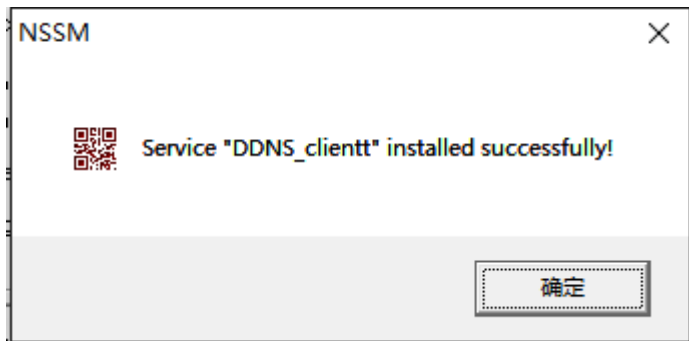 NSSM
Service "DDNS_clientt" installed successfully!
确定